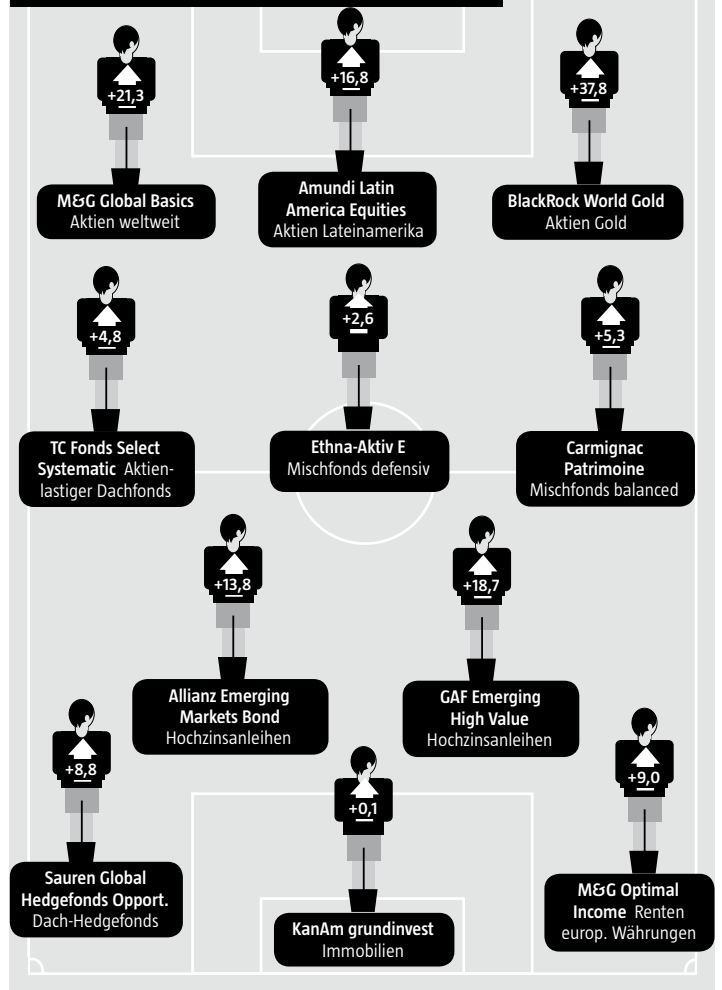 +21,3
M&G Global Basics
Aktien weltweit
+16,8
Amundi Latin
America Equities
Aktien Lateinamerika
+37,8
BlackRock World Gold
Aktien Gold
+4,8
TC Fonds Select
Systematic Aktien-
lastiger Dachfonds
+2,6
Ethna-Aktiv E
Mischfonds defensiv
+5,3
Carmignac
Patrimoine
Mischfonds balanced
+13,8
Allianz Emerging
Markets Bond
Hochzinsanleihen
+18,7
GAF Emerging
High Value
Hochzinsanleihen
+8,8
Sauren Global
Hedgefonds Opport.
Dach-Hedgefonds
+0,1
KanAm grundinvest
Immobilien
+9,0
M&G Optimal
Income Renten
europ. Währungen